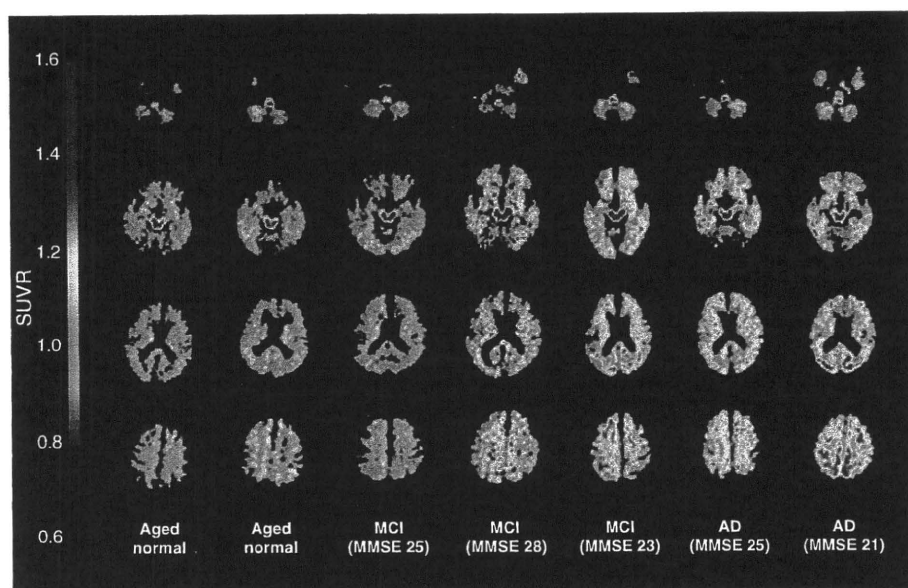 1.6
1.4
1.2
SUVR
1.0
0.8
0.6
Aged
normal
Aged
normal
MCI
(MMSE 25)
MCI
(MMSE 28)
MCI
(MMSE 23)
AD
(MMSE 25)
AD
(MMSE 21)